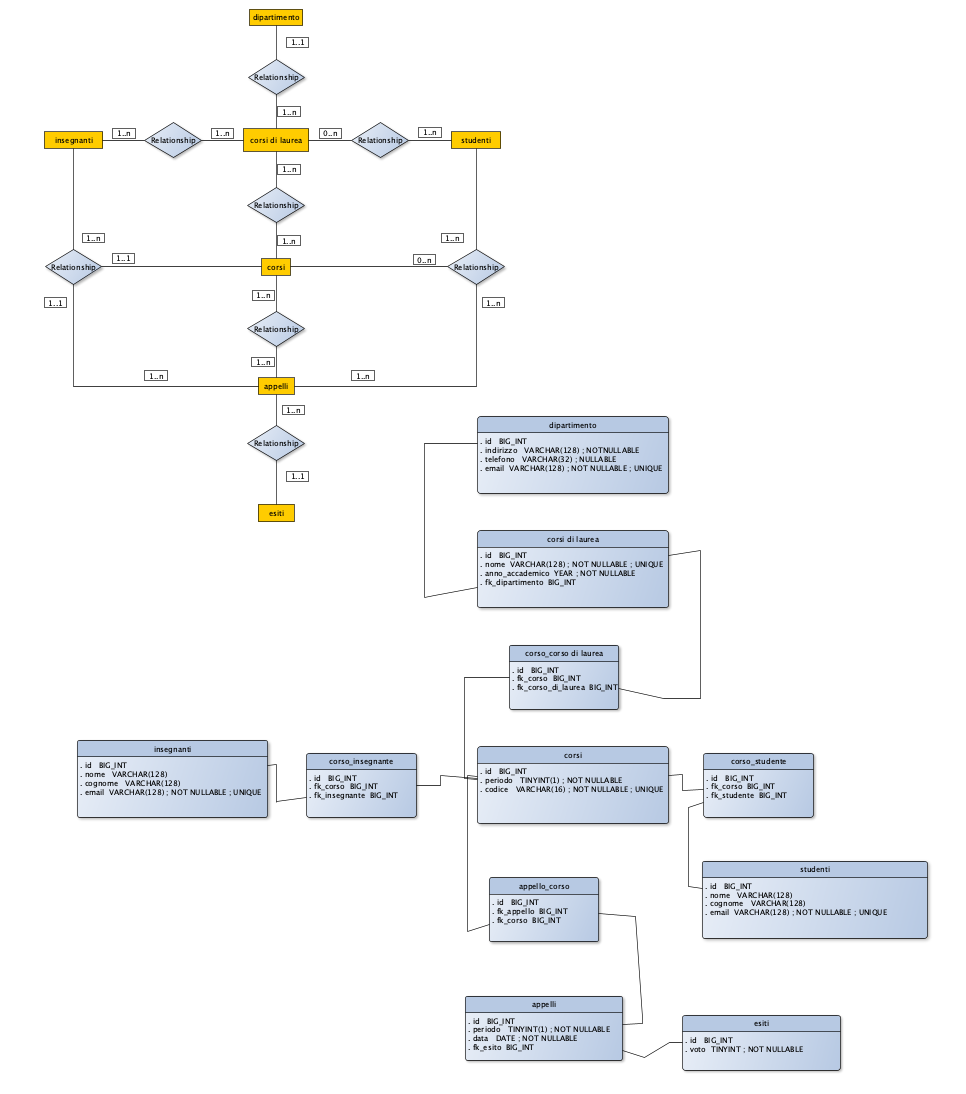 dipartimento
1..1
Relationship
1..n
insegnanti
1..n
Relationship
1..n
corsi di laurea
0..n
Relationship
1..n
studenti
1..n
Relationship
1..n
1..n
1..n
Relationship
1..1
corsi
0..n
Relationship
1..1
1..n
1..n
Relationship
1..n
1..n
1..n
appelli
1..n
Relationship
1..1
esiti
dipartimento
. id BIG_INT
. indirizzo VARCHAR(128) ; NOTNULLABLE
. telefono VARCHAR(32) ; NULLABLE
. email VARCHAR(128) ; NOT NULLABLE ; UNIQUE
corsi di laurea
. id BIG_INT
. nome VARCHAR(128) ; NOT NULLABLE ; UNIQUE
. anno_accademico YEAR ; NOT NULLABLE
. fk_dipartimento BIG_INT
corso_corso di laurea
. id BIG_INT
. fk_corso BIG_INT
. fk_corso_di_laurea BIG_INT
insegnanti
. id BIG_INT
. nome VARCHAR(128)
. cognome VARCHAR(128)
. email VARCHAR(128) ; NOT NULLABLE ; UNIQUE
corso_insegnante
. id BIG_INT
. fk_corso BIG_INT
. fk_insegnante BIG_INT
corsi
. id BIG_INT
. periodo TINYINT(1) ; NOT NULLABLE
. codice VARCHAR(16) ; NOT NULLABLE ; UNIQUE
corso_studente
. id BIG_INT
. fk_corso BIG_INT
. fk_studente BIG_INT
studenti
. id BIG_INT
. nome VARCHAR(128)
. cognome VARCHAR(128)
. email VARCHAR(128) ; NOT NULLABLE ; UNIQUE
appello_corso
. id BIG_INT
. fk_appello BIG_INT
. fk_corso BIG_INT
appelli
. id BIG_INT
. periodo TINYINT(1) ; NOT NULLABLE
. data DATE ; NOT NULLABLE
. fk_esito BIG_INT
esiti
. id BIG_INT
. voto TINYINT ; NOT NULLABLE